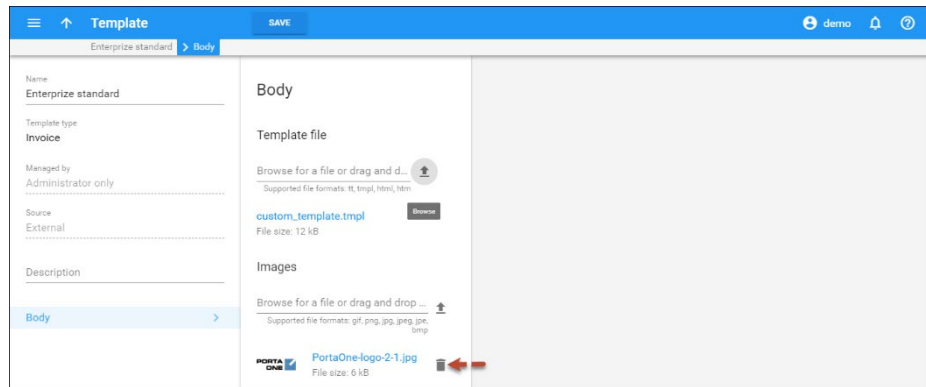 Template
SAVE
demo
Enterprize standard > Body
Name
Enterprize standard
Template type
Invoice
Managed by
Administrator only
Source
External
Description
Body
Body
Template file
Browse for a file or drag and d...
Supported file formats: tt, tmpl, html, htm
Browse
custom_template.tmpl
File size: 12 kB
Images
Browse for a file or drag and drop ...
Supported file formats: gif, png, jpg, jpeg, jpe,
bmp
PORTA
ONE
PortaOne-logo-2-1.jpg
File size: 6 kB